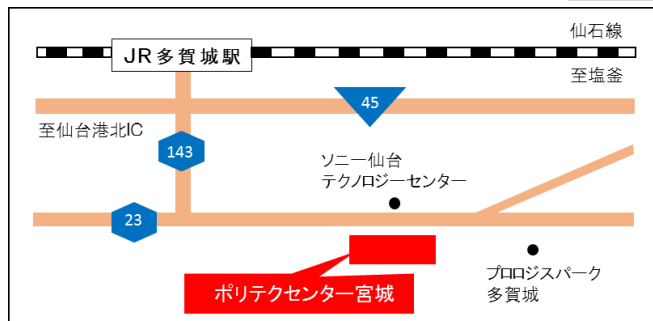 仙石線
JR多賀城駅
至塩釜
45
至仙台港北IC
143
ソニー仙台
テクノロジーセンター
23
ポリテクセンター宮城
プロロジスパーク
多賀城